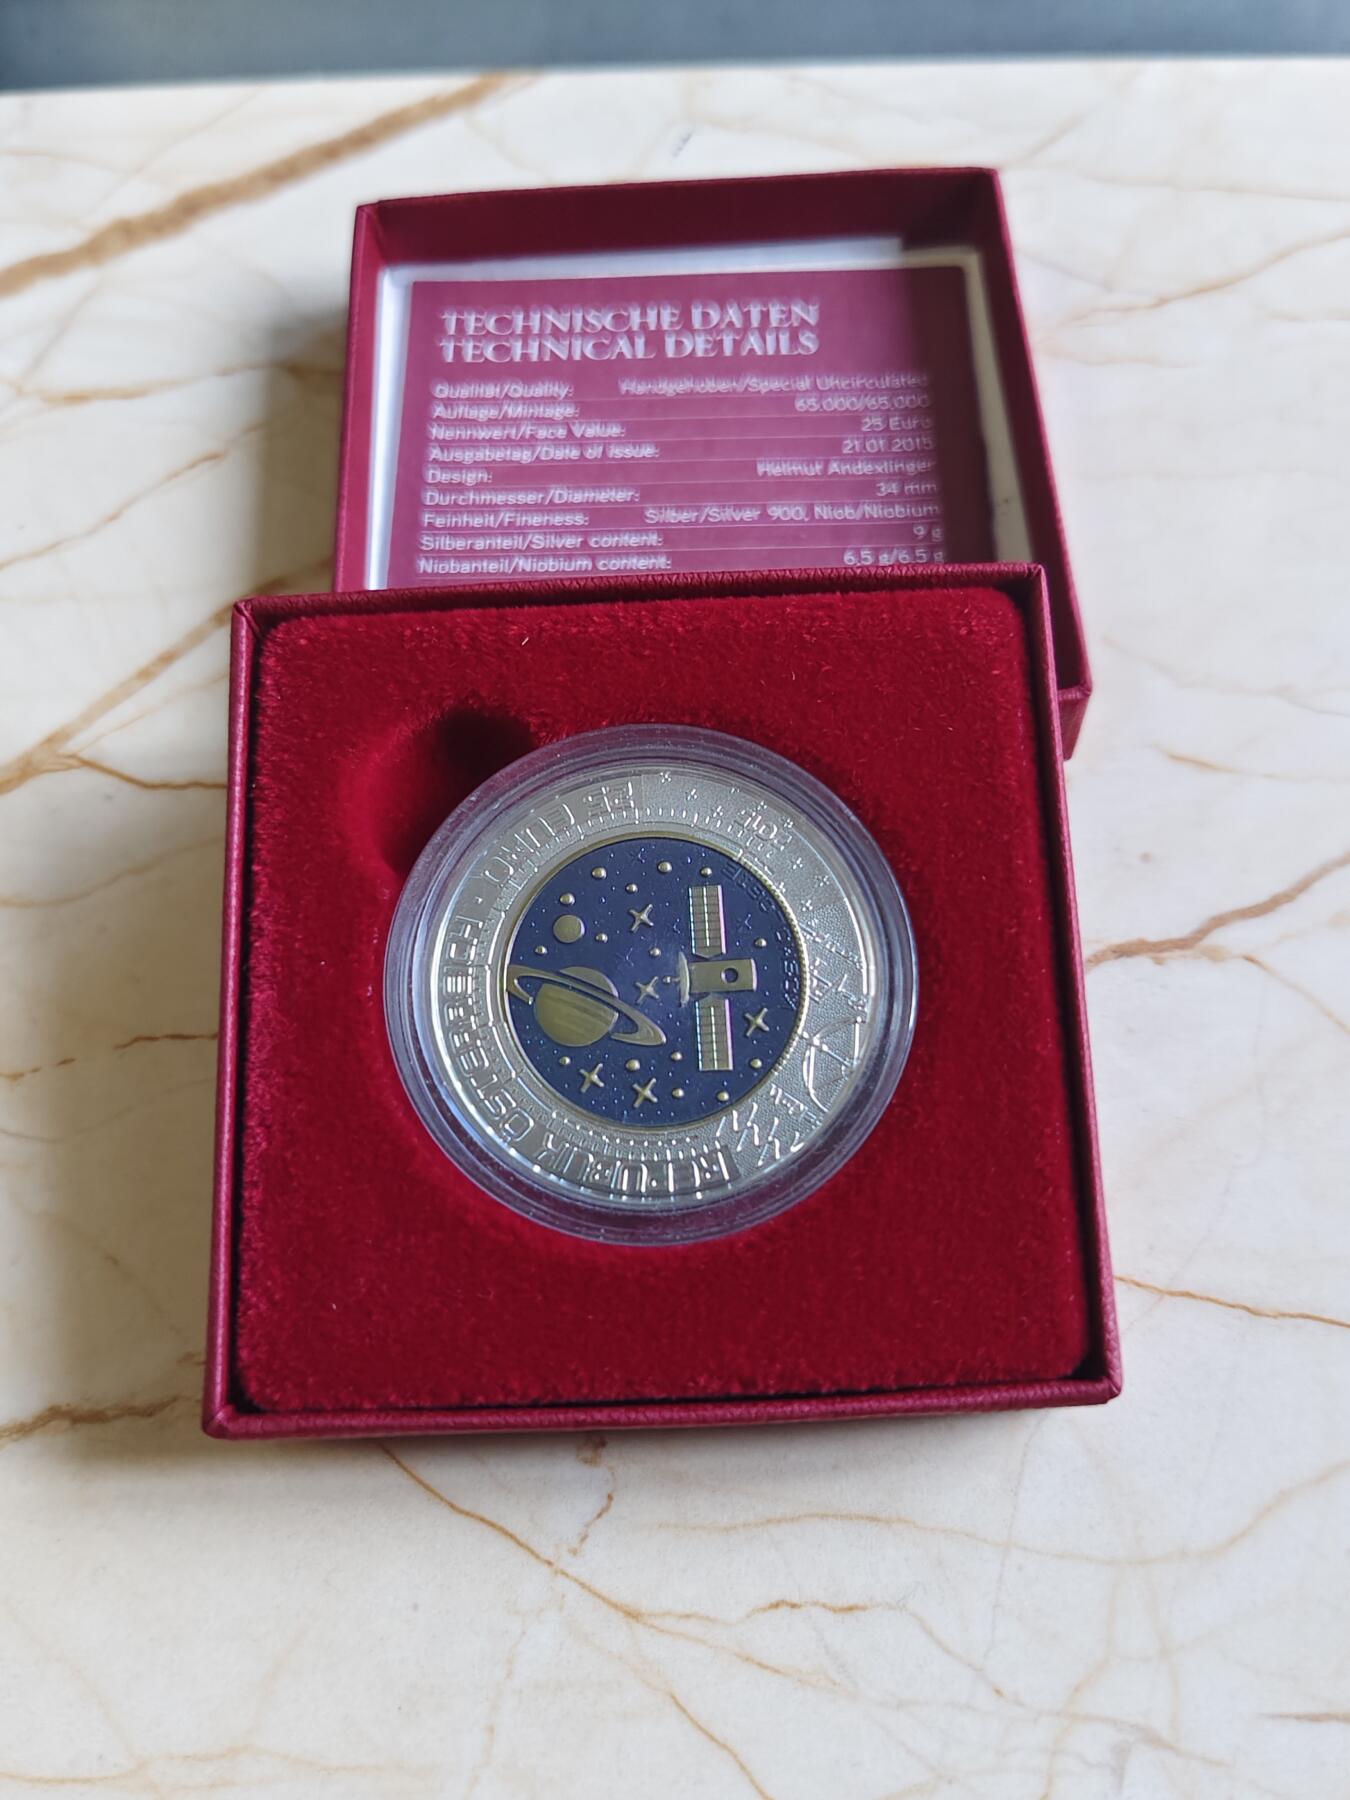 TECHNISCHE DATEN
TECHNICAL DETAILS
Qualität/Quality: Handgehoben/Special Uncirculated
Auflage/Mintage: 65.000/65,000
Nennwert/Face Value: 25 Euro
Ausgabetag/Date of issue: 21.01.2015
Design: Helmut Andexlinger
Durchmesser/Diameter: 34 mm
Feinheit/Fineness: Silber/Silver 900, Niob/Niobium
Silberanteil/Silver content: 9 g
Niobanteil/Niobium content: 6,5 g/6.5 g
REPUBLIK ÖSTERREICH · 25 EURO